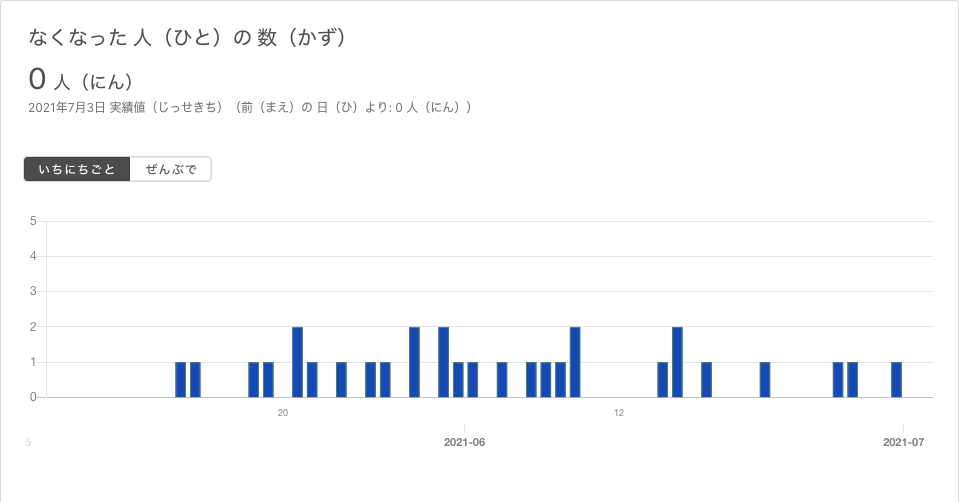 なくなった 人（ひと）の 数（かず）
0 人（にん）
2021年7月3日 実績値（じっせきち）（前（まえ）の 日（ひ）より: 0 人（にん））
いちにちごと ぜんぶで
5
4
3
2
1
0
20 12
5 2021-06 2021-07